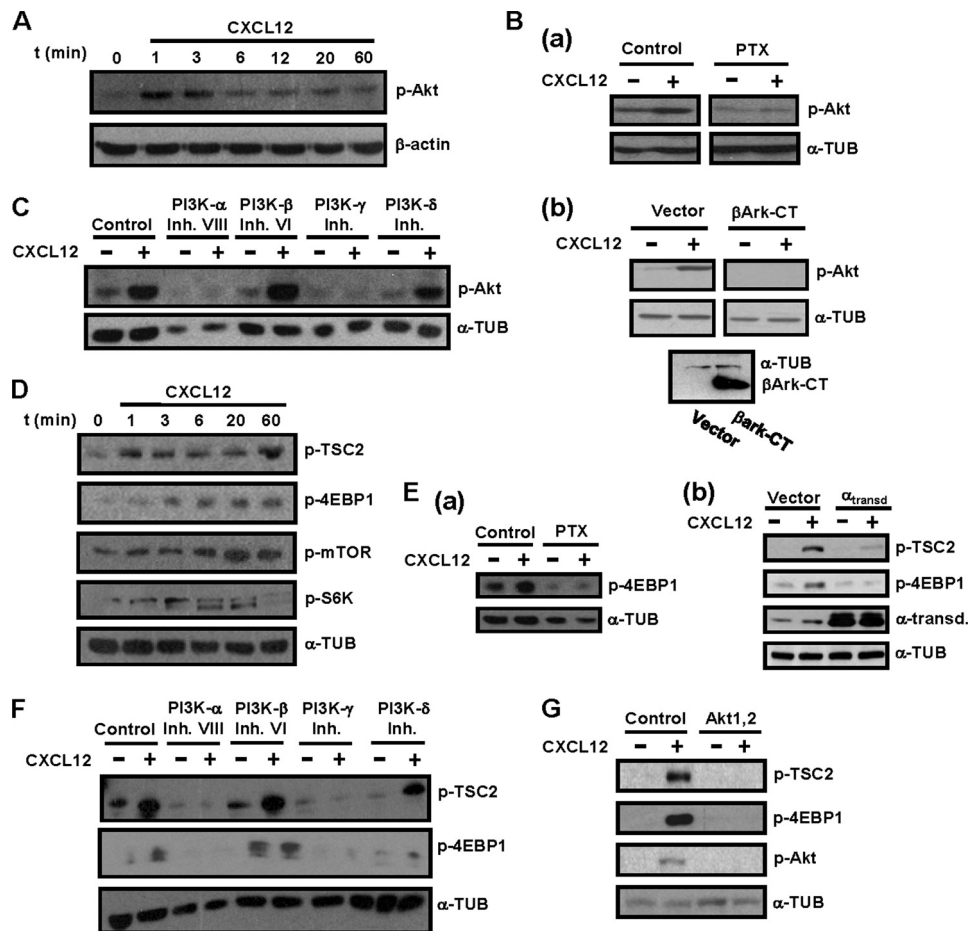 A
CXCL12
t (min)
0 1 3 6 12 20 60
p-Akt
β-actin
B
(a)
Control PTX
CXCL12 − + − +
p-Akt
α-TUB
(b)
Vector βArk-CT
CXCL12 − + − +
p-Akt
α-TUB
α-TUB
βArk-CT
Vector
βark-CT
C
PI3K-α PI3K-β PI3K-γ PI3K-δ
Control Inh. VIII Inh. VI Inh. Inh.
CXCL12 − + − + − + − + − +
p-Akt
α-TUB
D
CXCL12
t (min) 0 1 3 6 20 60
p-TSC2
p-4EBP1
p-mTOR
p-S6K
α-TUB
E
(a)
Control PTX
CXCL12 − + − +
p-4EBP1
α-TUB
(b)
Vector αtransd
CXCL12 − + − +
p-TSC2
p-4EBP1
α-transd.
α-TUB
F
PI3K-α PI3K-β PI3K-γ PI3K-δ
Control Inh. VIII Inh. VI Inh. Inh.
CXCL12 − + − + − + − + − +
p-TSC2
p-4EBP1
α-TUB
G
Control Akt1,2
CXCL12 − + − +
p-TSC2
p-4EBP1
p-Akt
α-TUB